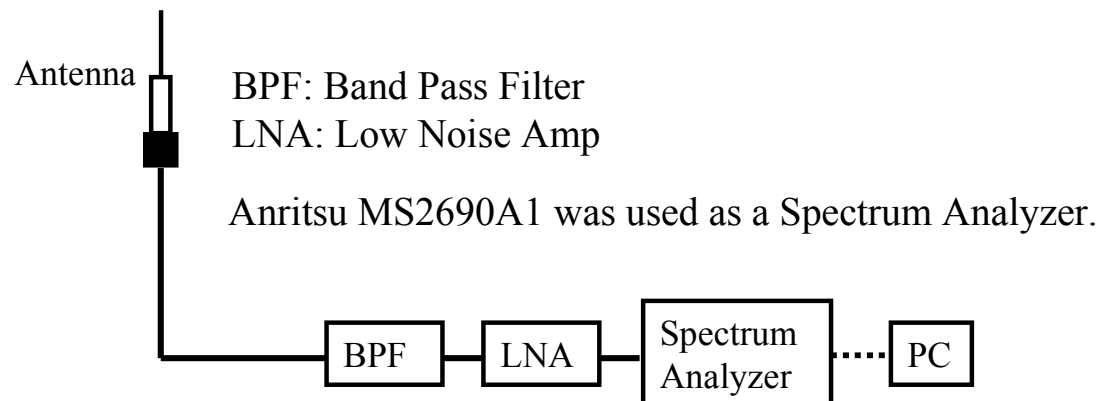 Antenna
BPF: Band Pass Filter
LNA: Low Noise Amp
Anritsu MS2690A1 was used as a Spectrum Analyzer.
BPF
LNA
Spectrum
Analyzer
PC